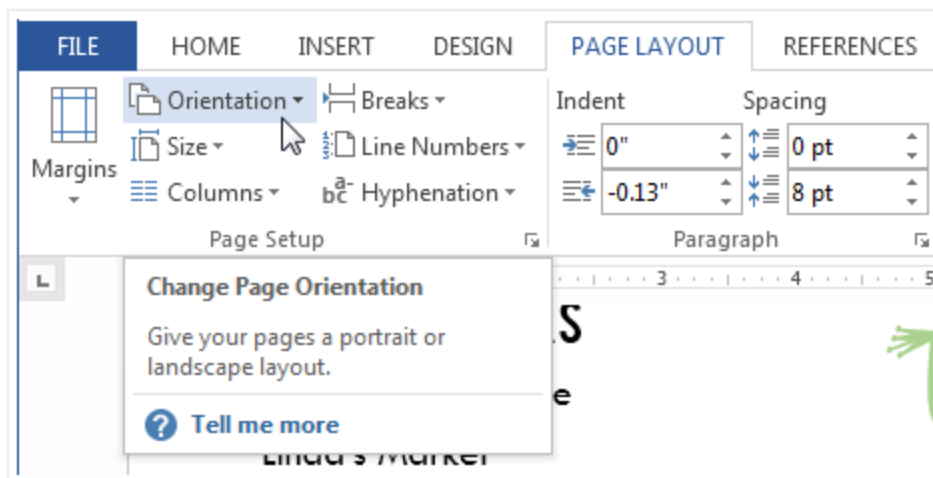 FILE HOME INSERT DESIGN PAGE LAYOUT REFERENCES
Orientation Breaks Indent Spacing
Size Line Numbers 0" 0 pt
Margins
Columns Hyphenation -0.13" 8 pt
Page Setup Paragraph
3 4 5
Change Page Orientation
Give your pages a portrait or
landscape layout.
Tell me more
Linda's Market